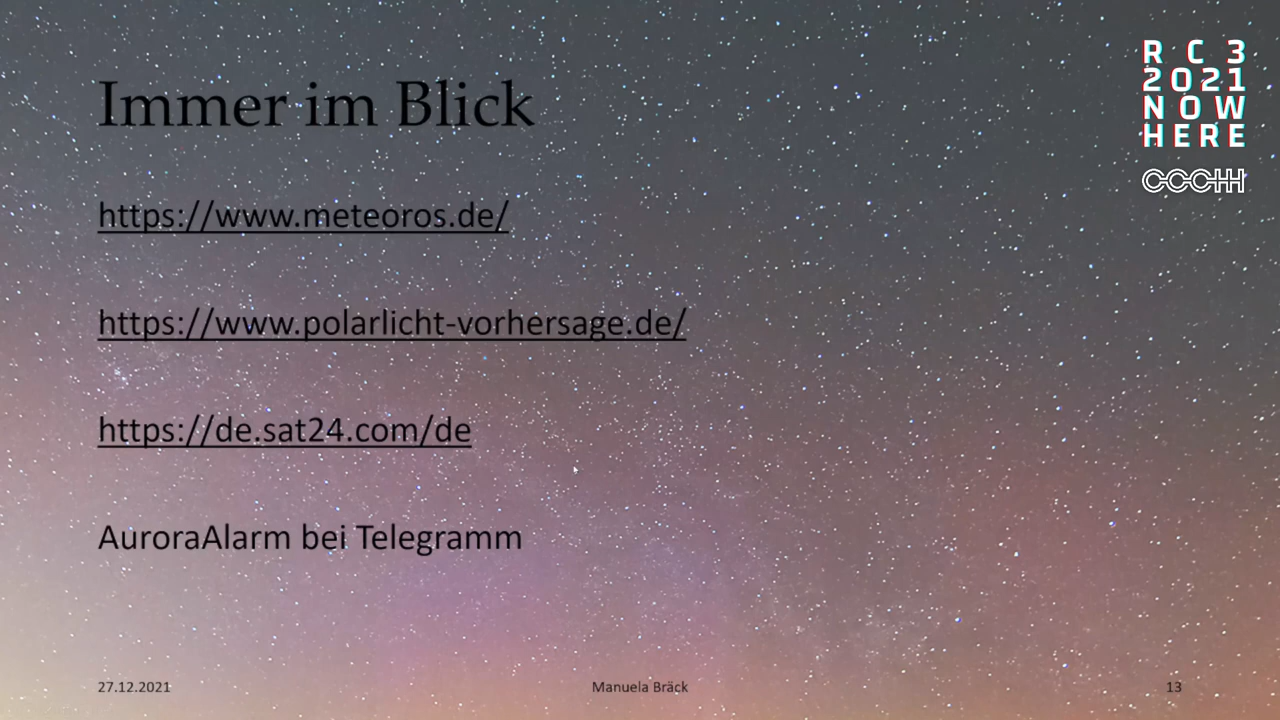 Immer im Blick
R C 3
2021
NOW
HERE
CCCHH
https://www.meteoros.de/
https://www.polarlicht-vorhersage.de/
https://de.sat24.com/de
AuroraAlarm bei Telegramm
27.12.2021
Manuela Bräck
13